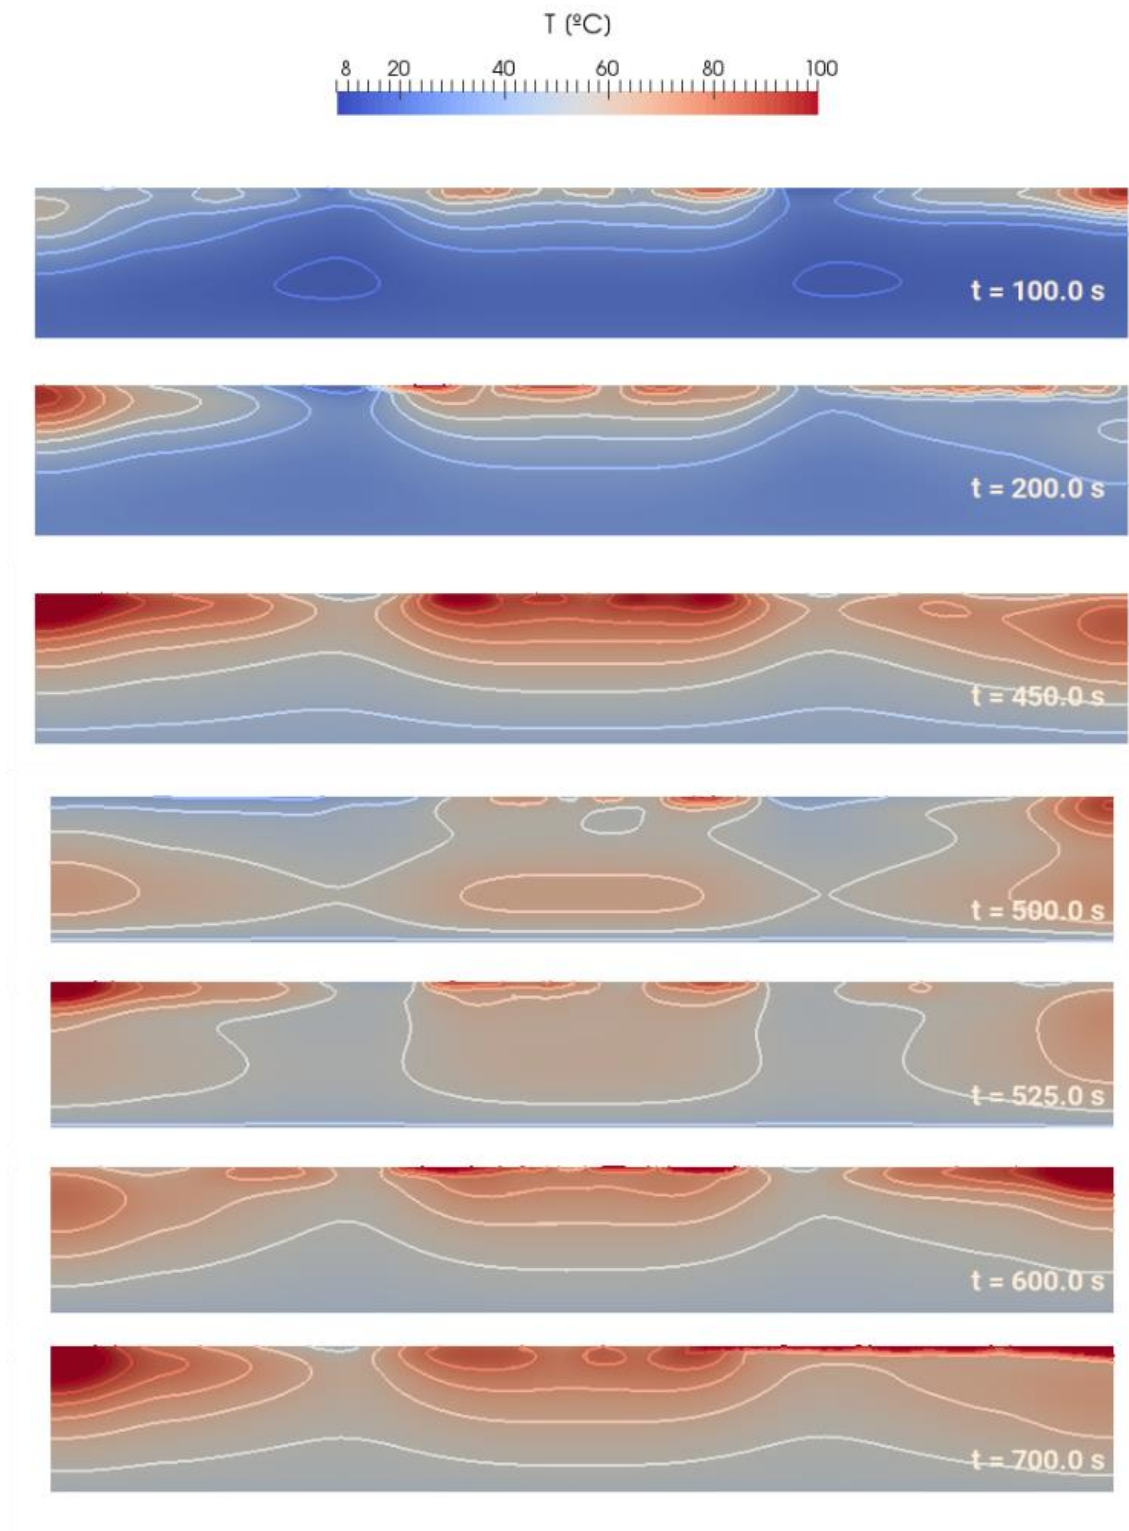 T (ºC)
8 20 40 60 80 100
t = 100.0 s
t = 200.0 s
t = 450.0 s
t = 500.0 s
t = 525.0 s
t = 600.0 s
t = 700.0 s